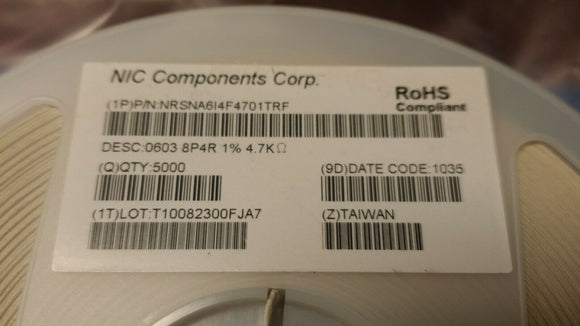 NIC Components Corp.
RoHS
Compliant
(1P)P/N:NRSNA6I4F4701TRF
DESC:0603 8P4R 1% 4.7KΩ
(Q)QTY:5000
(9D)DATE CODE:1035
(1T)LOT:T10082300FJA7
(Z)TAIWAN